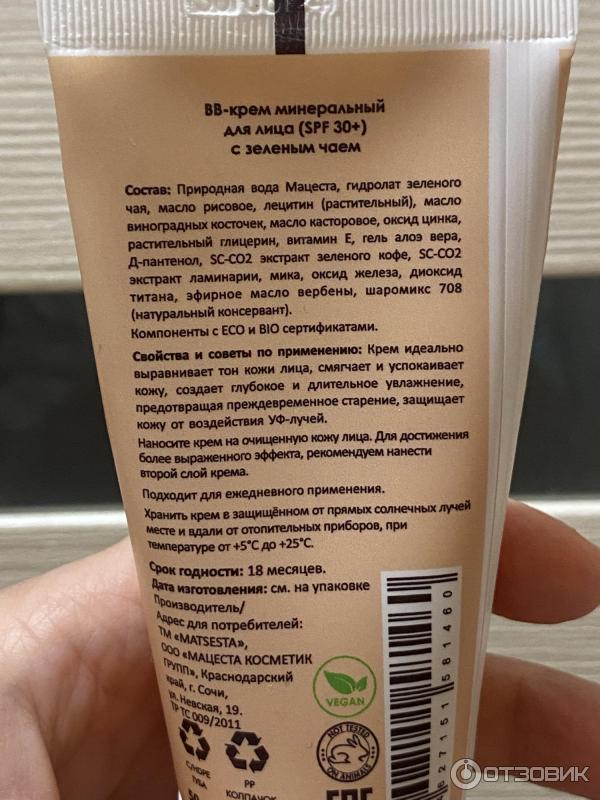 ВВ-крем минеральный
для лица (SPF 30+)
с зеленым чаем
Состав: Природная вода Мацеста, гидролат зеленого
чая, масло рисовое, лецитин (растительный), масло
виноградных косточек, масло касторовое, оксид цинка,
растительный глицерин, витамин Е, гель алоэ вера,
Д-пантенол, SC-CO2 экстракт зеленого кофе, SC-CO2
экстракт ламинарии, мика, оксид железа, диоксид
титана, эфирное масло вербены, шаромикс 708
(натуральный консервант).
Компоненты с ECO и BIO сертификатами.
Свойства и советы по применению: Крем идеально
выравнивает тон кожи лица, смягчает и успокаивает
кожу, создает глубокое и длительное увлажнение,
предотвращая преждевременное старение, защищает
кожу от воздействия УФ-лучей.
Наносите крем на очищенную кожу лица. Для достижения
более выраженного эффекта, рекомендуем нанести
второй слой крема.
Подходит для ежедневного применения.
Хранить крем в защищённом от прямых солнечных лучей
месте и вдали от отопительных приборов, при
температуре от +5°С до +25°С.
Срок годности: 18 месяцев.
Дата изготовления: см. на упаковке
Производитель/
Адрес для потребителей:
ТМ «MATSESTA»,
ООО «МАЦЕСТА КОСМЕТИК
ГРУПП», Краснодарский
край, г. Сочи,
ул. Невская, 19.
ТР ТС 009/2011
VEGAN
NOT TESTED
ON ANIMALS
C/HDPE
ТУБА
PP
КОЛПАЧОК
EAC
627151581460
ОТЗОВИК